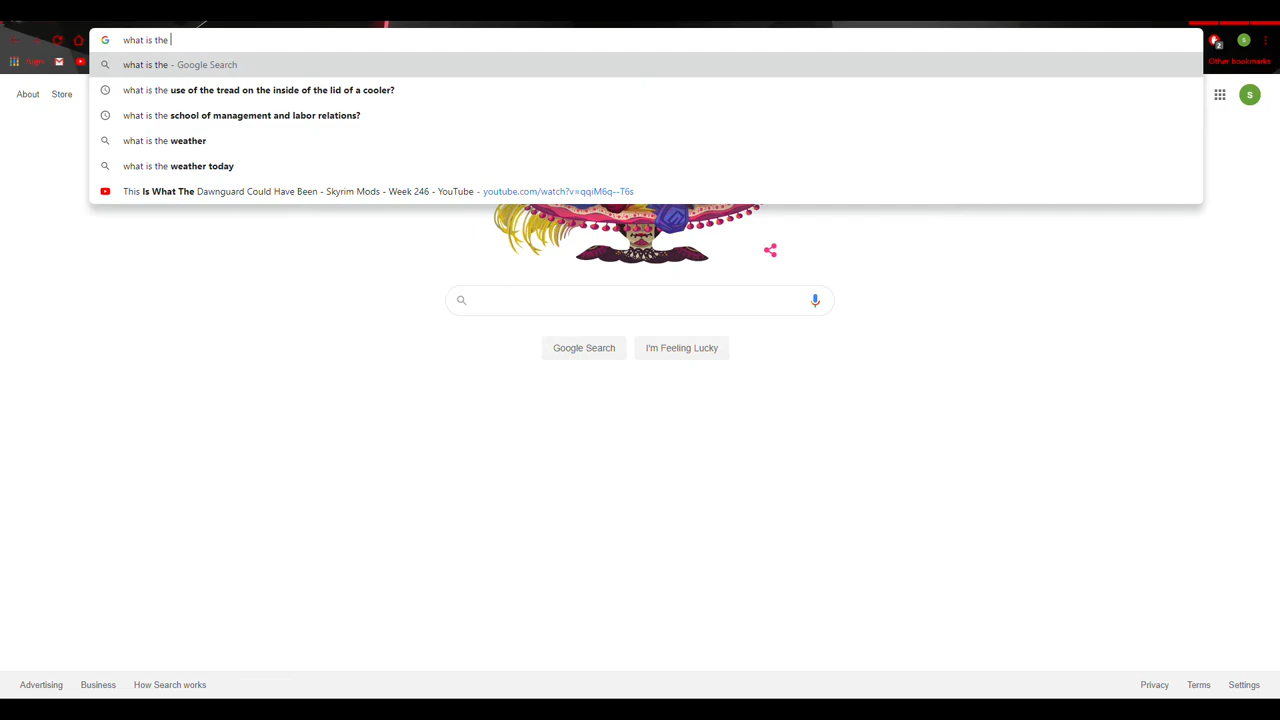 what is the
what is the - Google Search
Other bookmarks
what is the use of the tread on the inside of the lid of a cooler?
About Store
S
what is the school of management and labor relations?
what is the weather
what is the weather today
This Is What The Dawnguard Could Have Been - Skyrim Mods - Week 246 - YouTube - youtube.com/watch?v=qqiM6q--T6s
Google Search I'm Feeling Lucky
Advertising Business How Search works Privacy Terms Settings